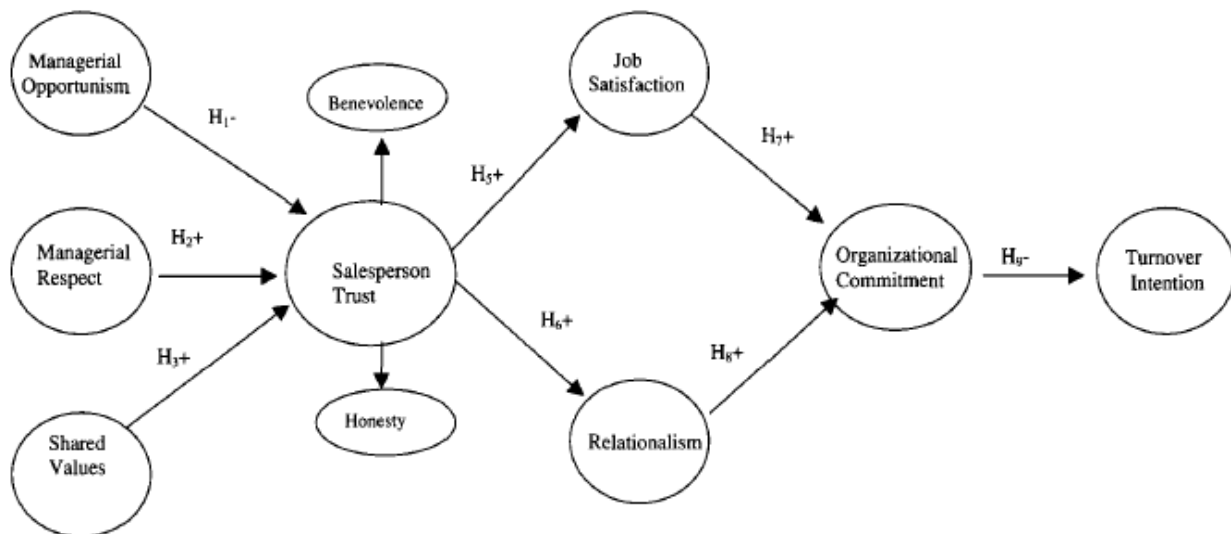 Managerial
Opportunism
H₁-
Benevolence
Job
Satisfaction
H₅+
H₇+
Managerial
Respect
H₂+
Salesperson
Trust
Organizational
Commitment
H₉-
Turnover
Intention
H₃+
H₆+
H₈+
Shared
Values
Honesty
Relationalism